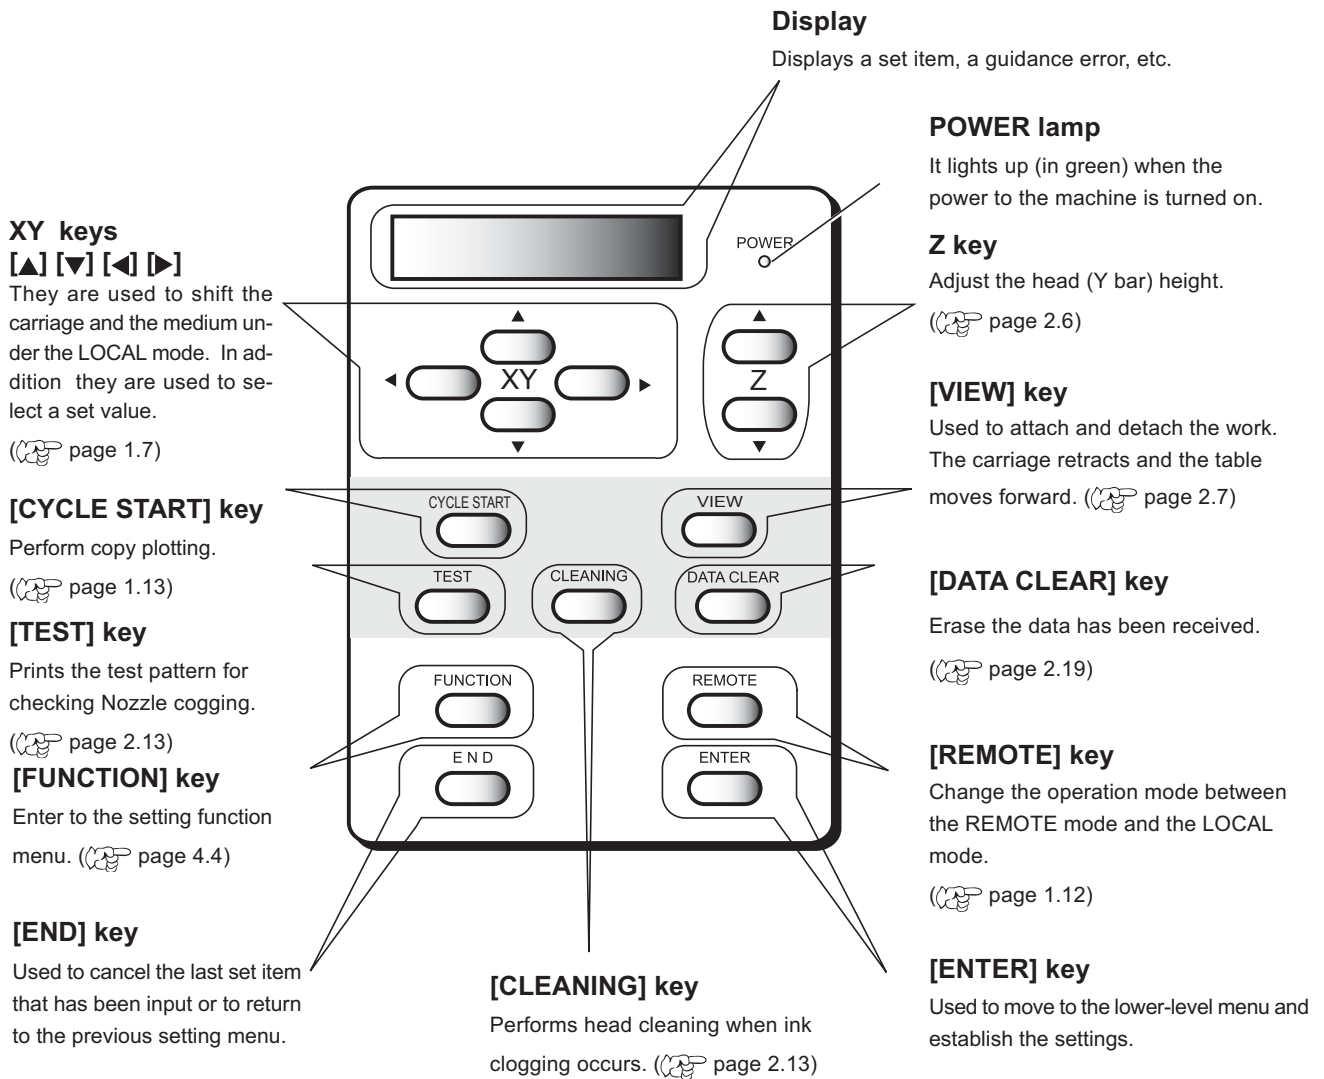 Display
Displays a set item, a guidance error, etc.
POWER lamp
It lights up (in green) when the
power to the machine is turned on.
XY keys
[▲] [▼] [◀] [▶]
They are used to shift the
carriage and the medium un-
der the LOCAL mode. In ad-
dition they are used to se-
lect a set value.
( page 1.7)
Z key
Adjust the head (Y bar) height.
( page 2.6)
[VIEW] key
Used to attach and detach the work.
The carriage retracts and the table
moves forward. ( page 2.7)
[CYCLE START] key
Perform copy plotting.
( page 1.13)
[TEST] key
Prints the test pattern for
checking Nozzle cogging.
( page 2.13)
[FUNCTION] key
Enter to the setting function
menu. ( page 4.4)
[END] key
Used to cancel the last set item
that has been input or to return
to the previous setting menu.
POWER
▲
◀ XY ▶
▼
▲
Z
▼
CYCLE START
VIEW
TEST
CLEANING
DATA CLEAR
FUNCTION
REMOTE
END
ENTER
[DATA CLEAR] key
Erase the data has been received.
( page 2.19)
[REMOTE] key
Change the operation mode between
the REMOTE mode and the LOCAL
mode.
( page 1.12)
[CLEANING] key
Performs head cleaning when ink
clogging occurs. ( page 2.13)
[ENTER] key
Used to move to the lower-level menu and
establish the settings.